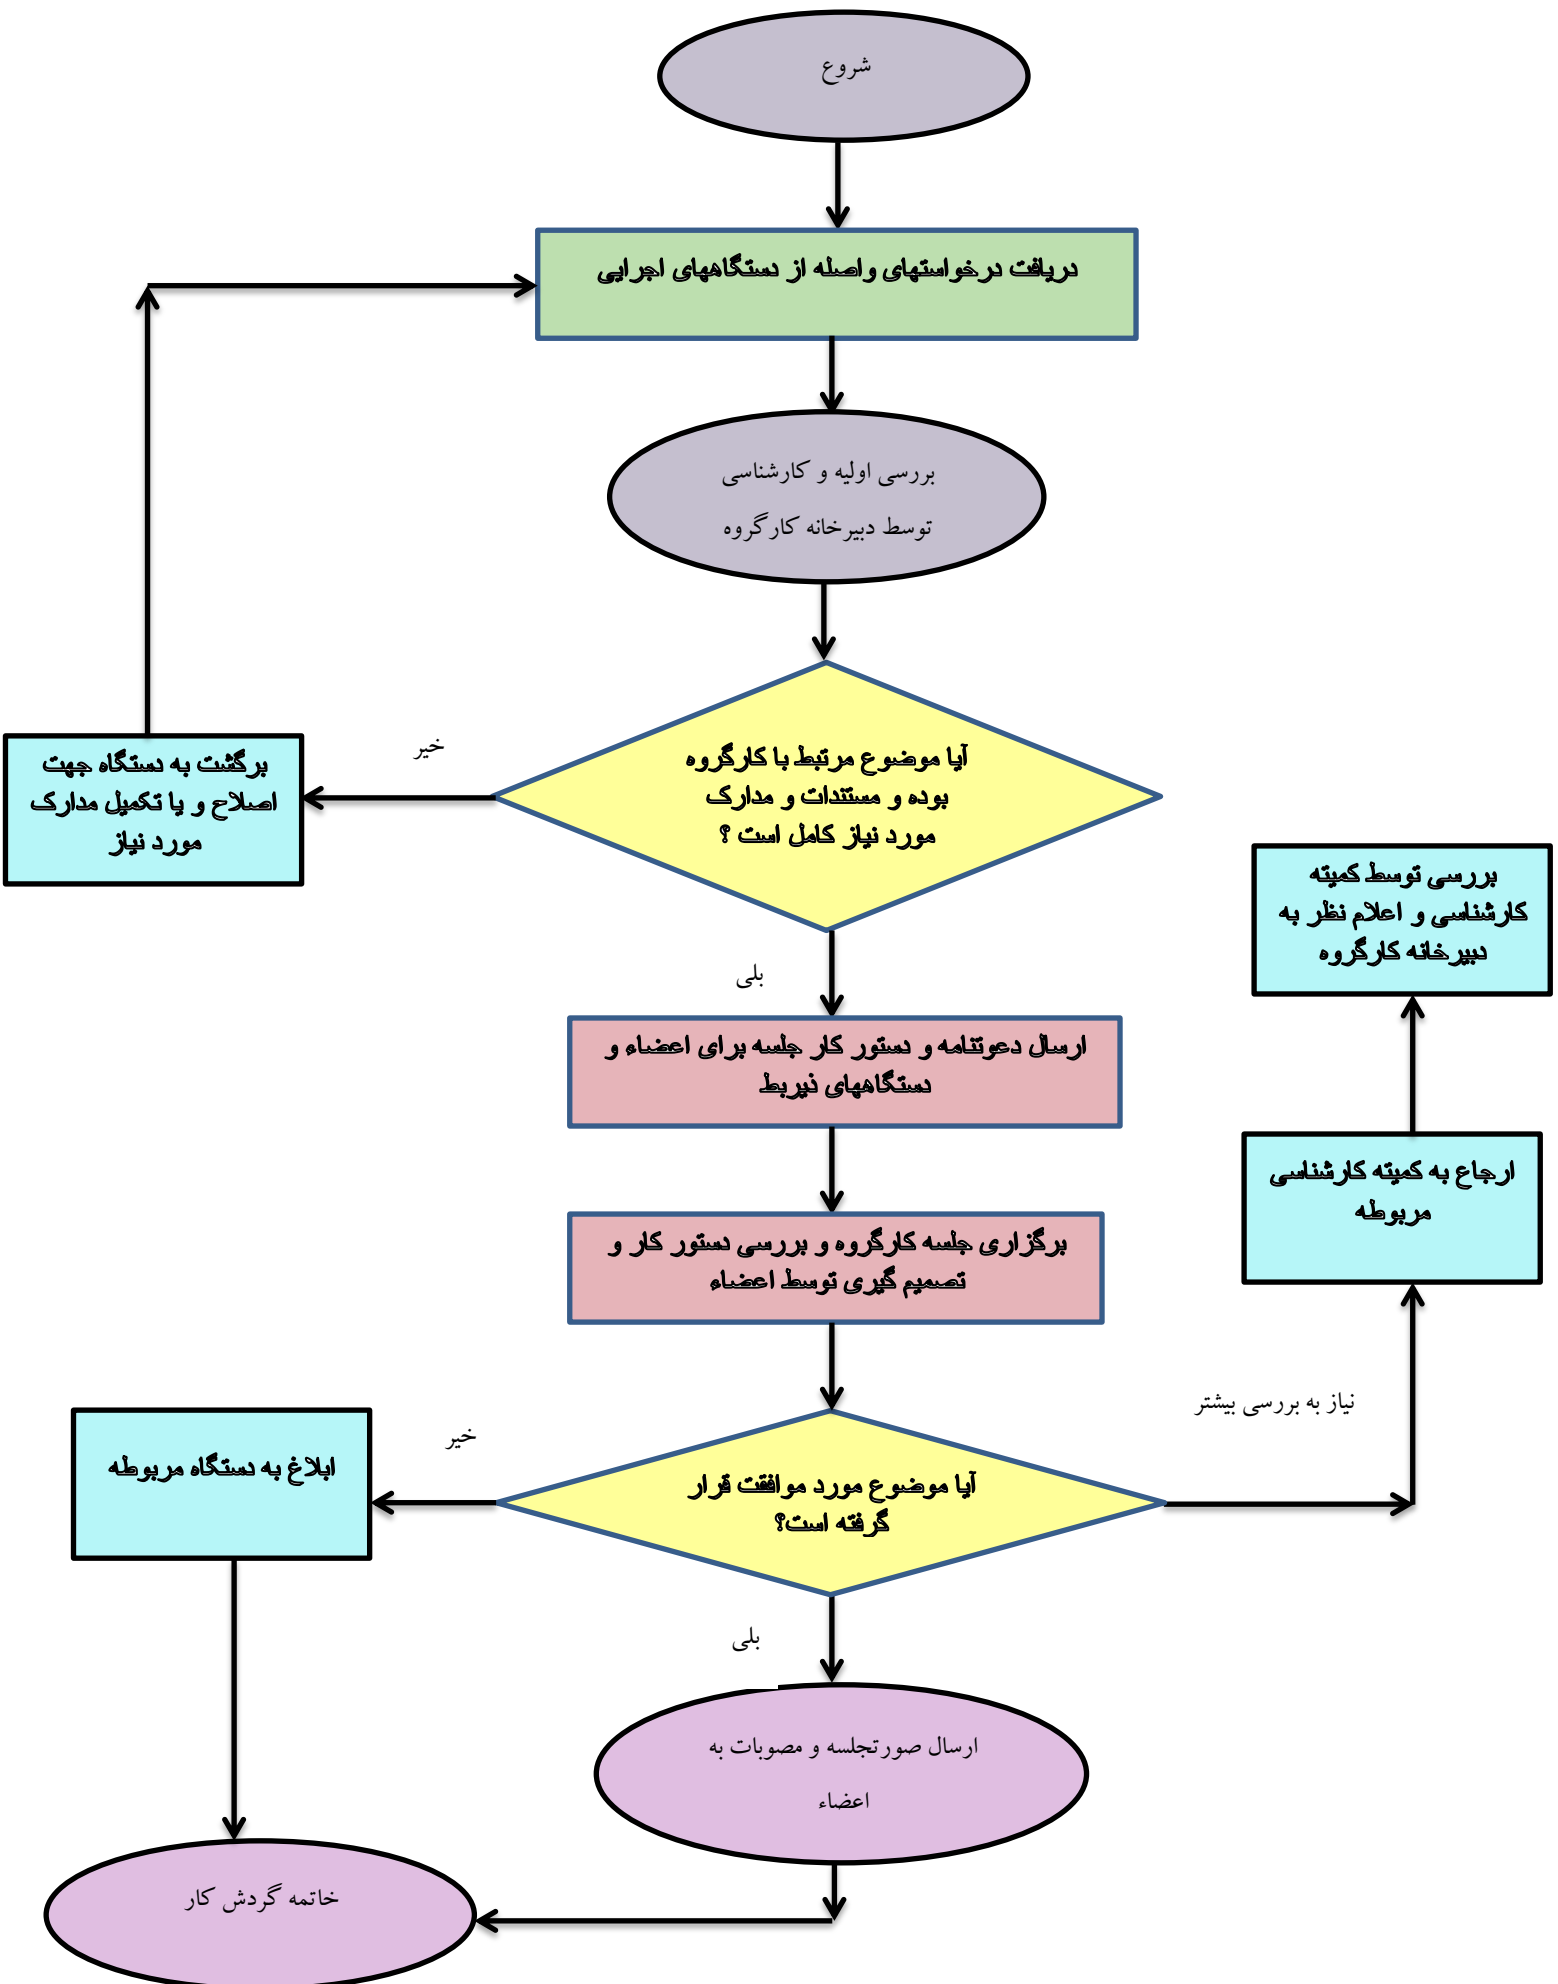 شروع
دریافت درخواستهای واصله از دستگاههای اجرایی
بررسی اولیه و کارشناسی
توسط دبیرخانه کارگروه
آیا موضوع مرتبط با کارگروه
بوده و مستندات و مدارک
مورد نیاز کامل است ؟
خیر
برگشت به دستگاه جهت
اصلاح و یا تکمیل مدارک
مورد نیاز
بلی
ارسال دعوتنامه و دستور کار جلسه برای اعضاء و
دستگاههای ذیربط
برگزاری جلسه کارگروه و بررسی دستور کار و
تصمیم گیری توسط اعضاء
آیا موضوع مورد موافقت قرار
گرفته است؟
نیاز به بررسی بیشتر
ارجاع به کمیته کارشناسی
مربوطه
بررسی توسط کمیته
کارشناسی و اعلام نظر به
دبیرخانه کارگروه
خیر
ابلاغ به دستگاه مربوطه
بلی
ارسال صورتجلسه و مصوبات به
اعضاء
خاتمه گردش کار